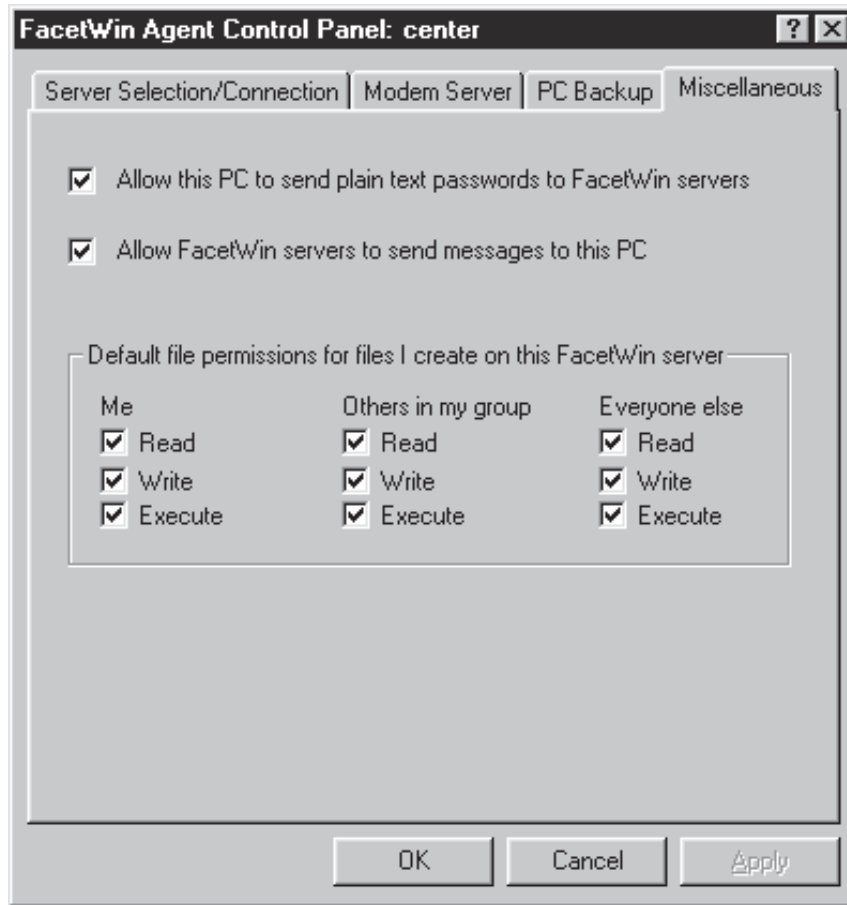 FacetWin Agent Control Panel: center
Server Selection/Connection Modem Server PC Backup Miscellaneous
Allow this PC to send plain text passwords to FacetWin servers
Allow FacetWin servers to send messages to this PC
Default file permissions for files I create on this FacetWin server
Me Others in my group Everyone else
Read Read Read
Write Write Write
Execute Execute Execute
OK Cancel Apply